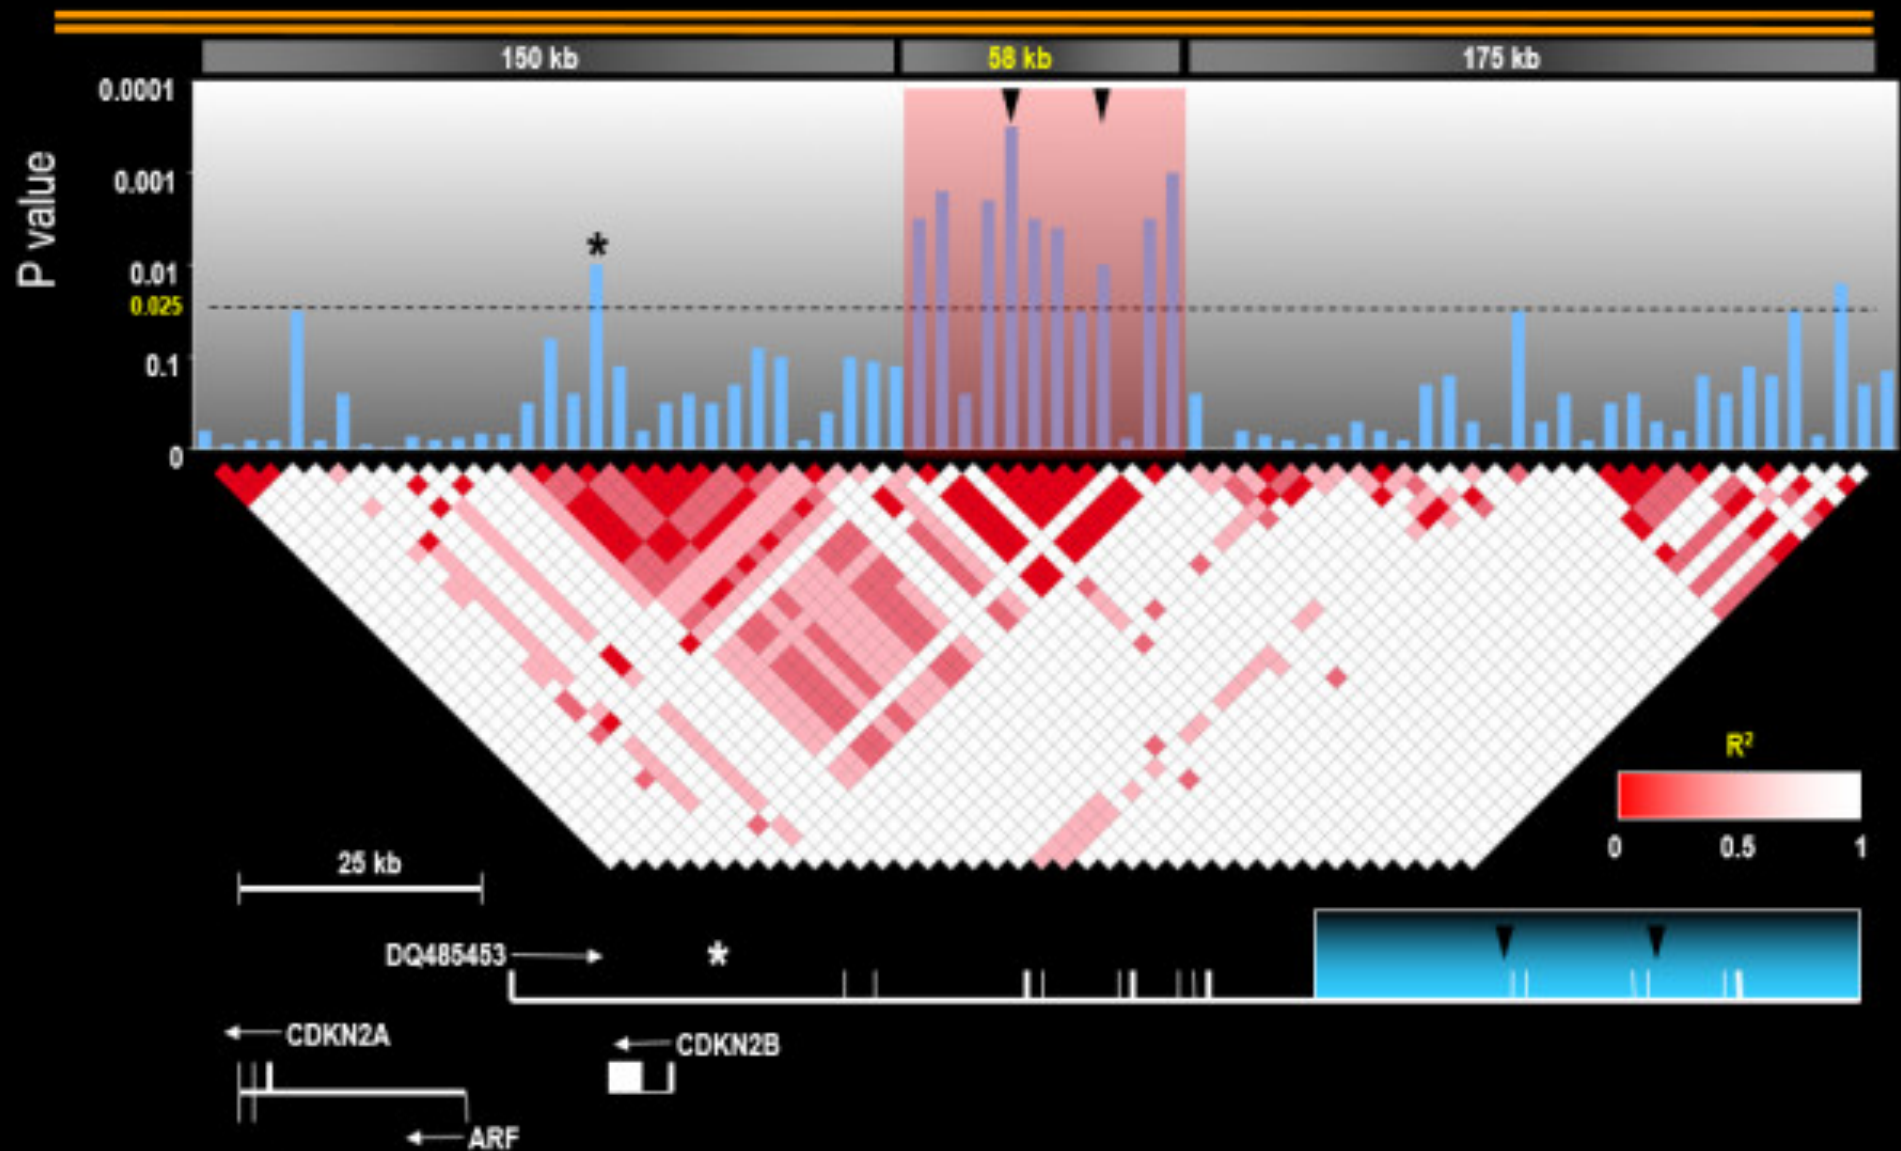 150 kb 58 kb 175 kb
0.0001
0.001
0.01
0.025
0.1
0
P value
*
R²
0 0.5 1
25 kb
DQ485453 *
CDKN2A
CDKN2B
ARF